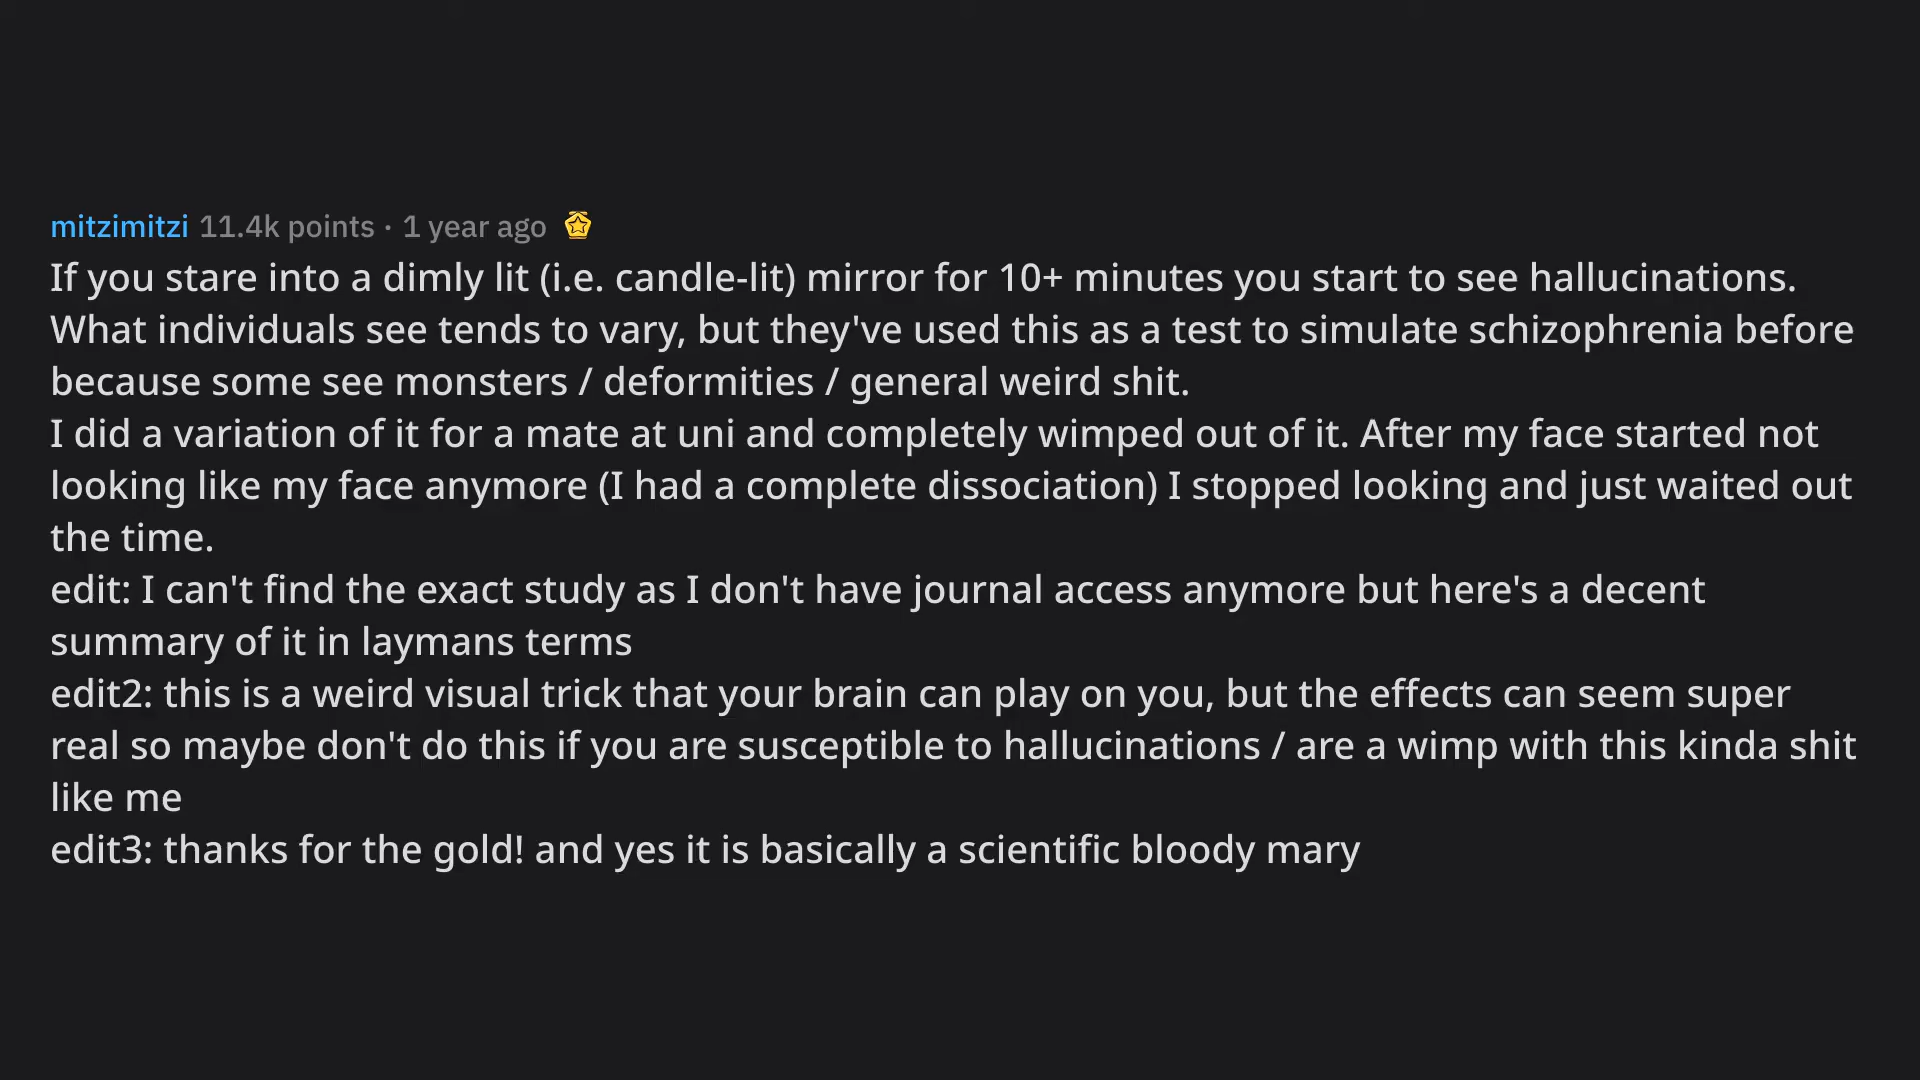 mitzimitzi 11.4k points · 1 year ago
If you stare into a dimly lit (i.e. candle-lit) mirror for 10+ minutes you start to see hallucinations.
What individuals see tends to vary, but they've used this as a test to simulate schizophrenia before
because some see monsters / deformities / general weird shit.
I did a variation of it for a mate at uni and completely wimped out of it. After my face started not
looking like my face anymore (I had a complete dissociation) I stopped looking and just waited out
the time.
edit: I can't find the exact study as I don't have journal access anymore but here's a decent
summary of it in laymans terms
edit2: this is a weird visual trick that your brain can play on you, but the effects can seem super
real so maybe don't do this if you are susceptible to hallucinations / are a wimp with this kinda shit
like me
edit3: thanks for the gold! and yes it is basically a scientific bloody mary